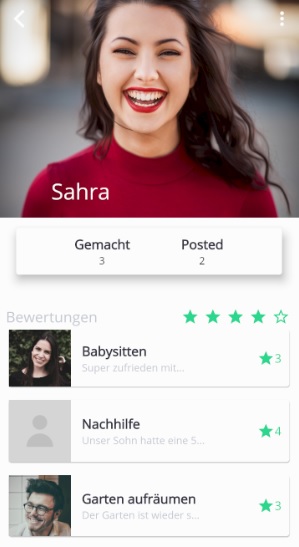 Sahra
Gemacht Posted
3 2
Bewertungen
Babysitten
Super zufrieden mit...
3
Nachhilfe
Unser Sohn hatte eine 5...
4
Garten aufräumen
Der Garten ist wieder s...
3